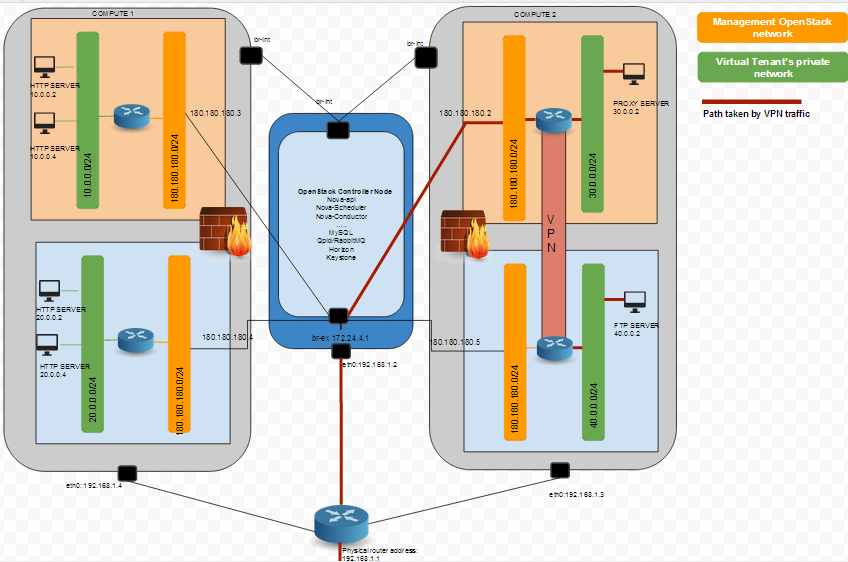 COMPUTE 1
HTTP SERVER
10.0.0.2
HTTP SERVER
10.0.0.4
10.0.0.0/24
180.180.180.0/24
180.180.180.3
HTTP SERVER
20.0.0.2
HTTP SERVER
20.0.0.4
20.0.0.0/24
180.180.180.0/24
180.180.180.4
eth0:192.168.1.4
br-int
br-int
br-int
OpenStack Controller Node
Nova-api
Nova-Scheduler
Nova-Conductor
.....
MySQL
Qpid/RabbitMQ
Horizon
Keystone
br-ex 172.24.4.1
eth0:192.168.1.2
Physical router address:
192.168.1.1
COMPUTE 2
180.180.180.2
180.180.180.0/24
30.0.0.0/24
PROXY SERVER
30.0.0.2
VPN
180.180.180.5
180.180.180.0/24
40.0.0.0/24
FTP SERVER
40.0.0.2
eth0:192.168.1.3
Management OpenStack
network
Virtual Tenant's private
network
Path taken by VPN traffic